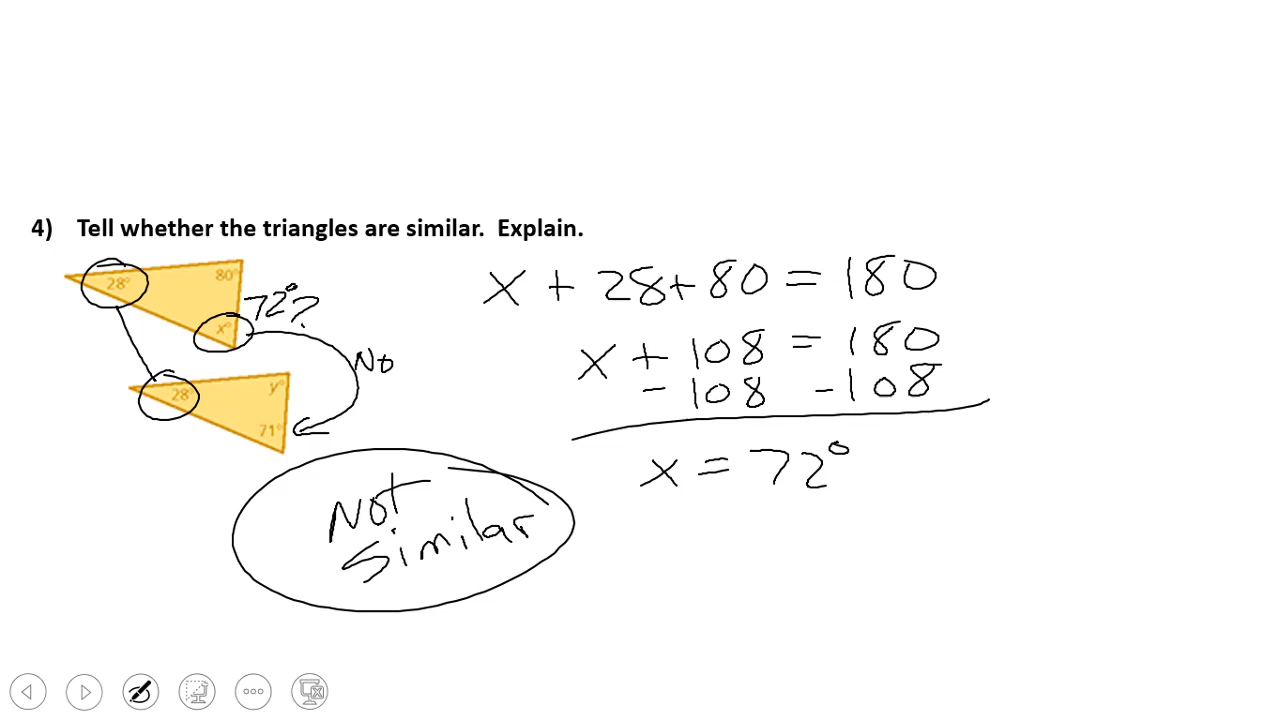 4) Tell whether the triangles are similar. Explain.
28°
80°
x°
72°?
No
28°
y°
71°
x + 28 + 80 = 180
x + 108 = 180
- 108 - 108
x = 72°
Not
Similar